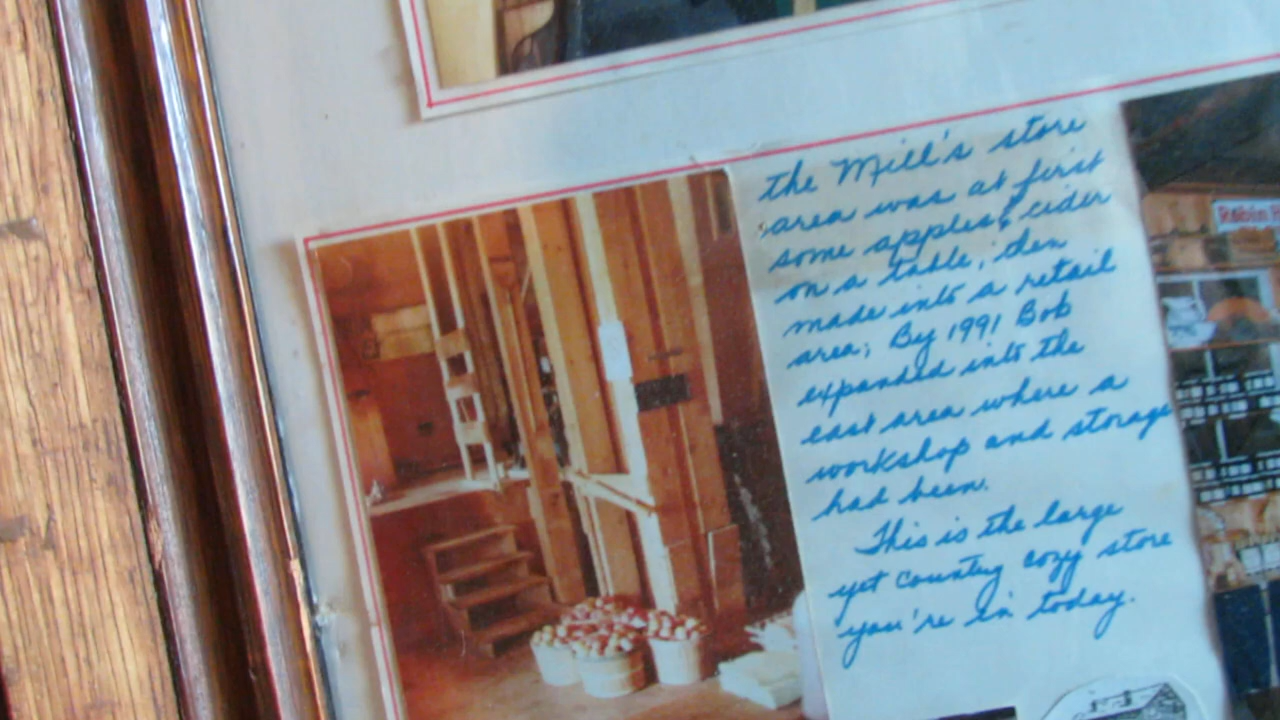 the Mill's store
area was at first
some apples & cider
on a table, then
made into a retail
area; By 1991 Bob
expanded into the
east area where a
workshop and storage
had been.
This is the large
yet country cozy store
you're in today.
Robin